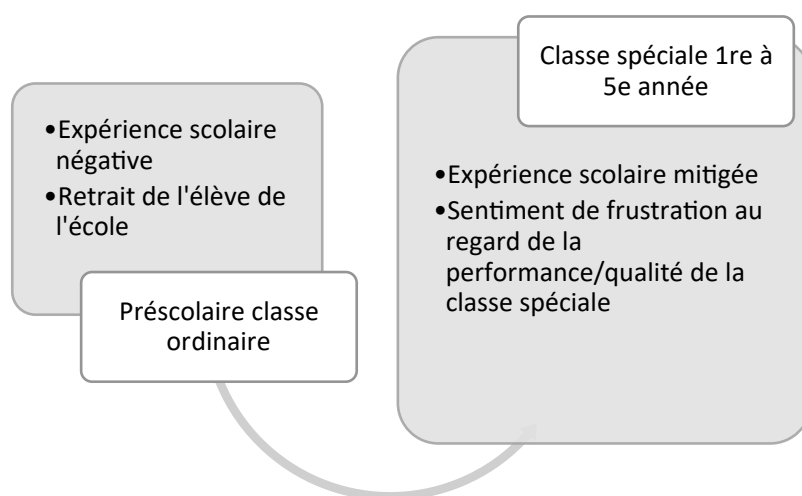 •Expérience scolaire
négative
•Retrait de l'élève de
l'école
Préscolaire classe
ordinaire
Classe spéciale 1re à
5e année
•Expérience scolaire mitigée
•Sentiment de frustration au
regard de la
performance/qualité de la
classe spéciale